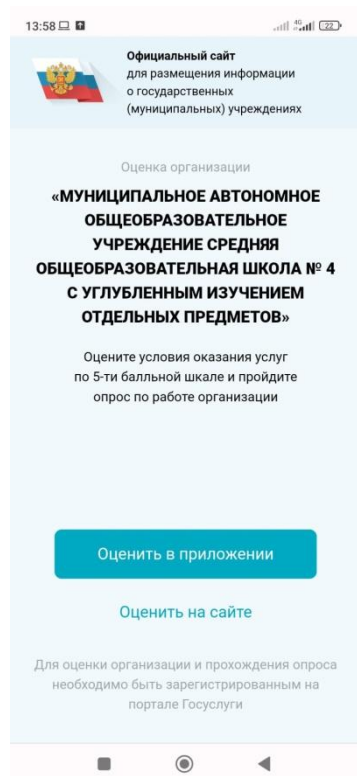 13:58
4G
22
Официальный сайт
для размещения информации
о государственных
(муниципальных) учреждениях
Оценка организации
«МУНИЦИПАЛЬНОЕ АВТОНОМНОЕ
ОБЩЕОБРАЗОВАТЕЛЬНОЕ
УЧРЕЖДЕНИЕ СРЕДНЯЯ
ОБЩЕОБРАЗОВАТЕЛЬНАЯ ШКОЛА № 4
С УГЛУБЛЕННЫМ ИЗУЧЕНИЕМ
ОТДЕЛЬНЫХ ПРЕДМЕТОВ»
Оцените условия оказания услуг
по 5-ти балльной шкале и пройдите
опрос по работе организации
Оценить в приложении
Оценить на сайте
Для оценки организации и прохождения опроса
необходимо быть зарегистрированным на
портале Госуслуги